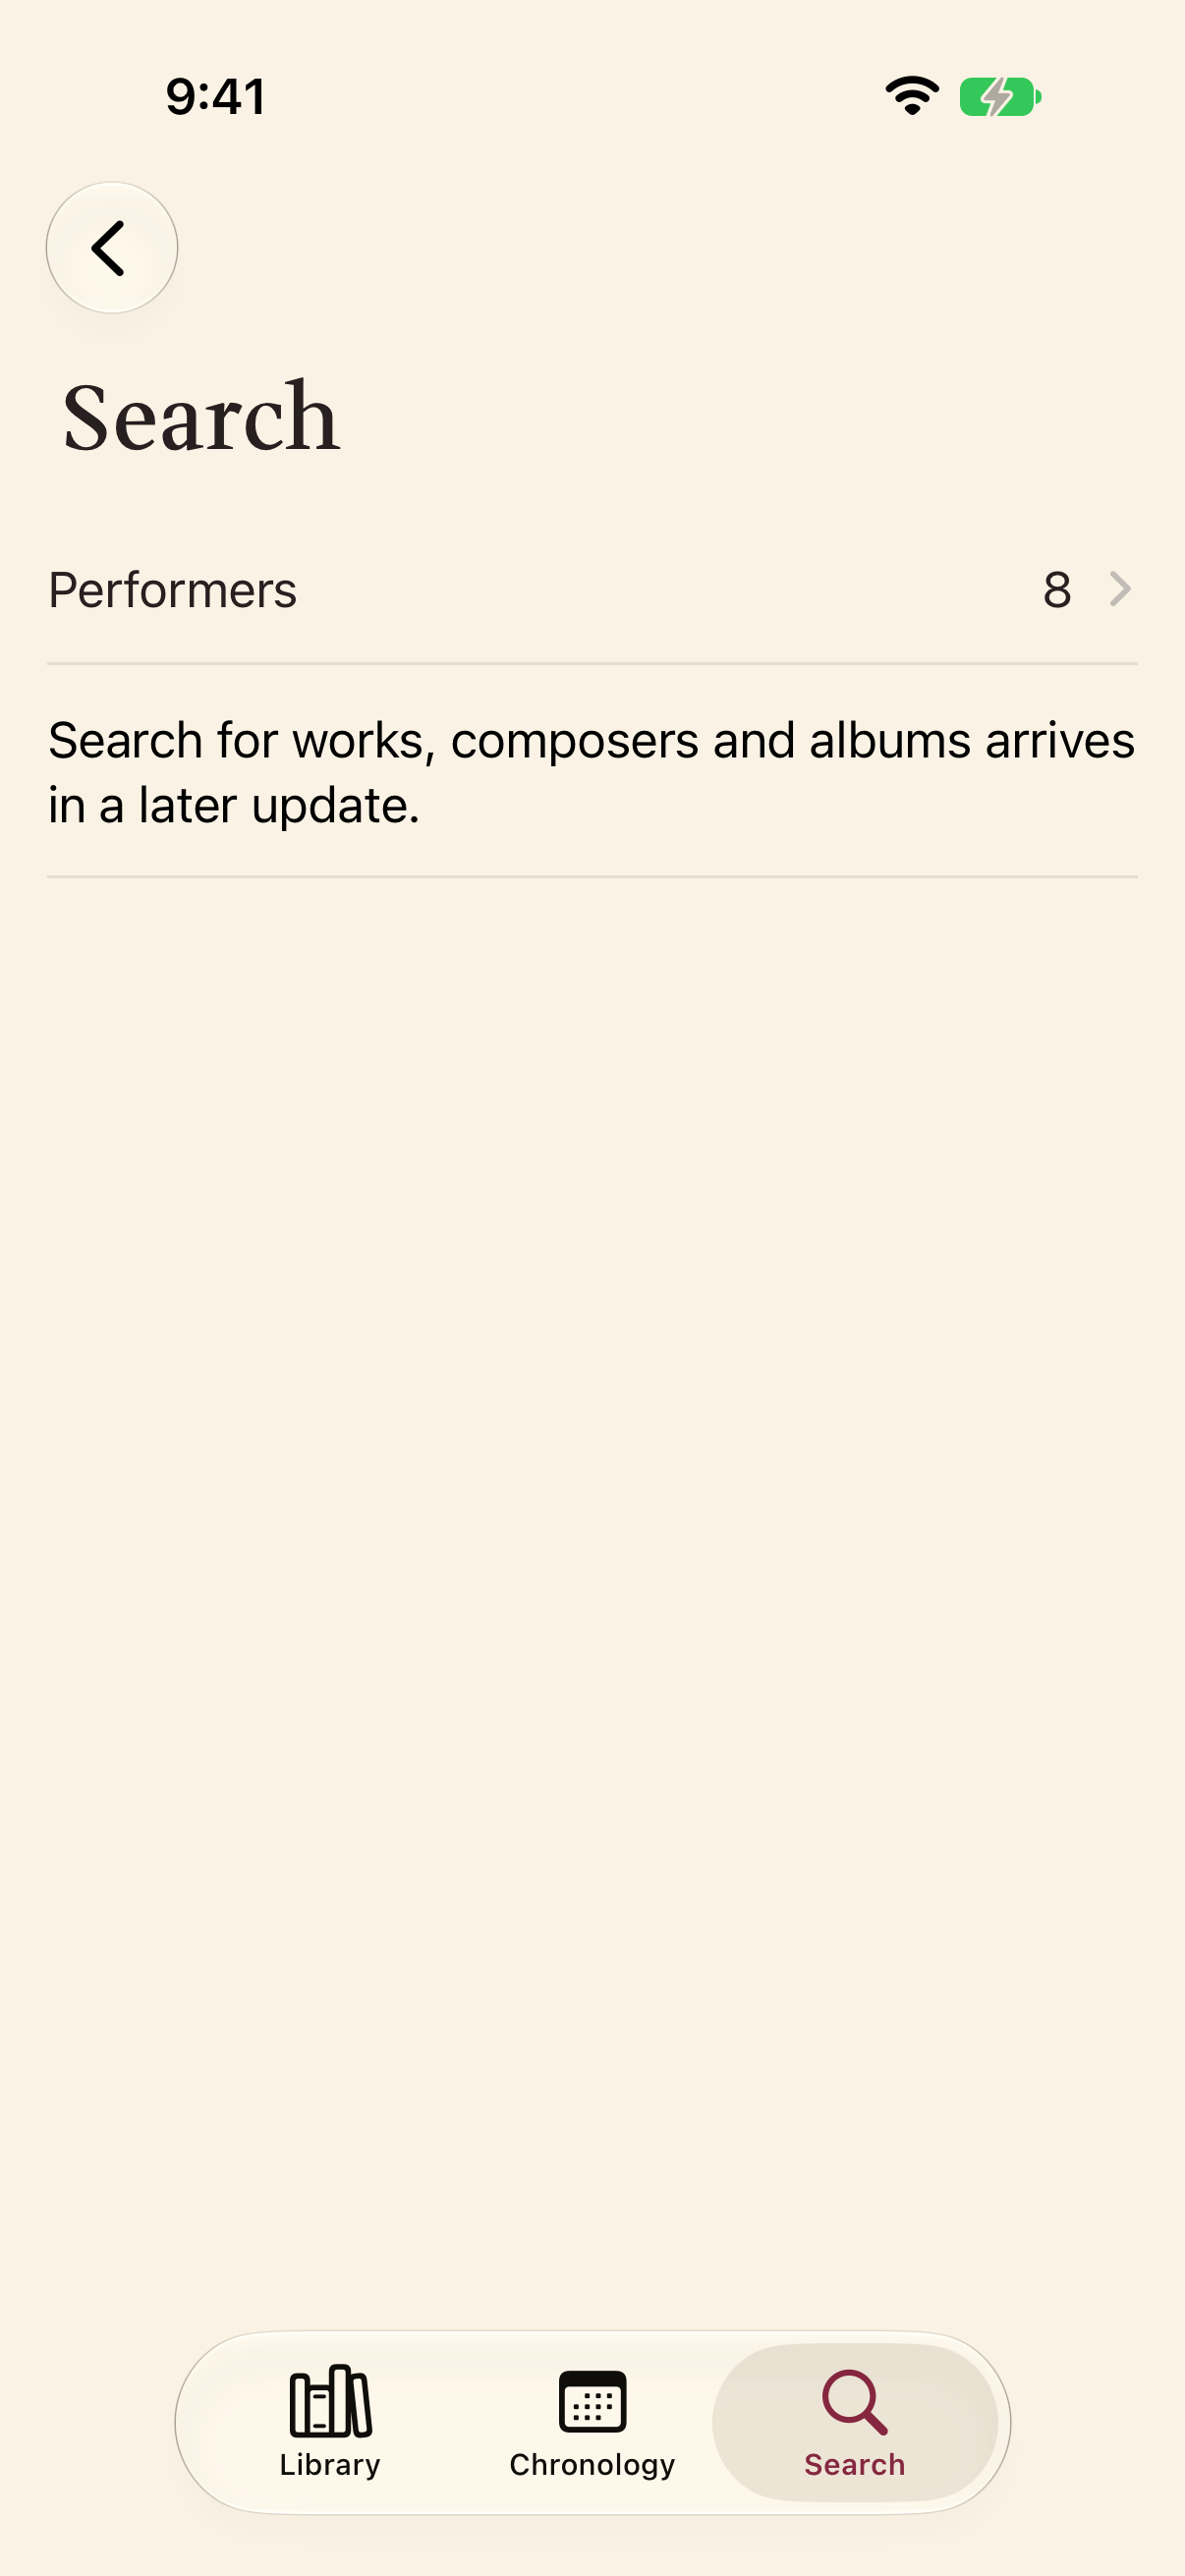 9:41
Search
Performers 8
Search for works, composers and albums arrives
in a later update.
Library Chronology Search